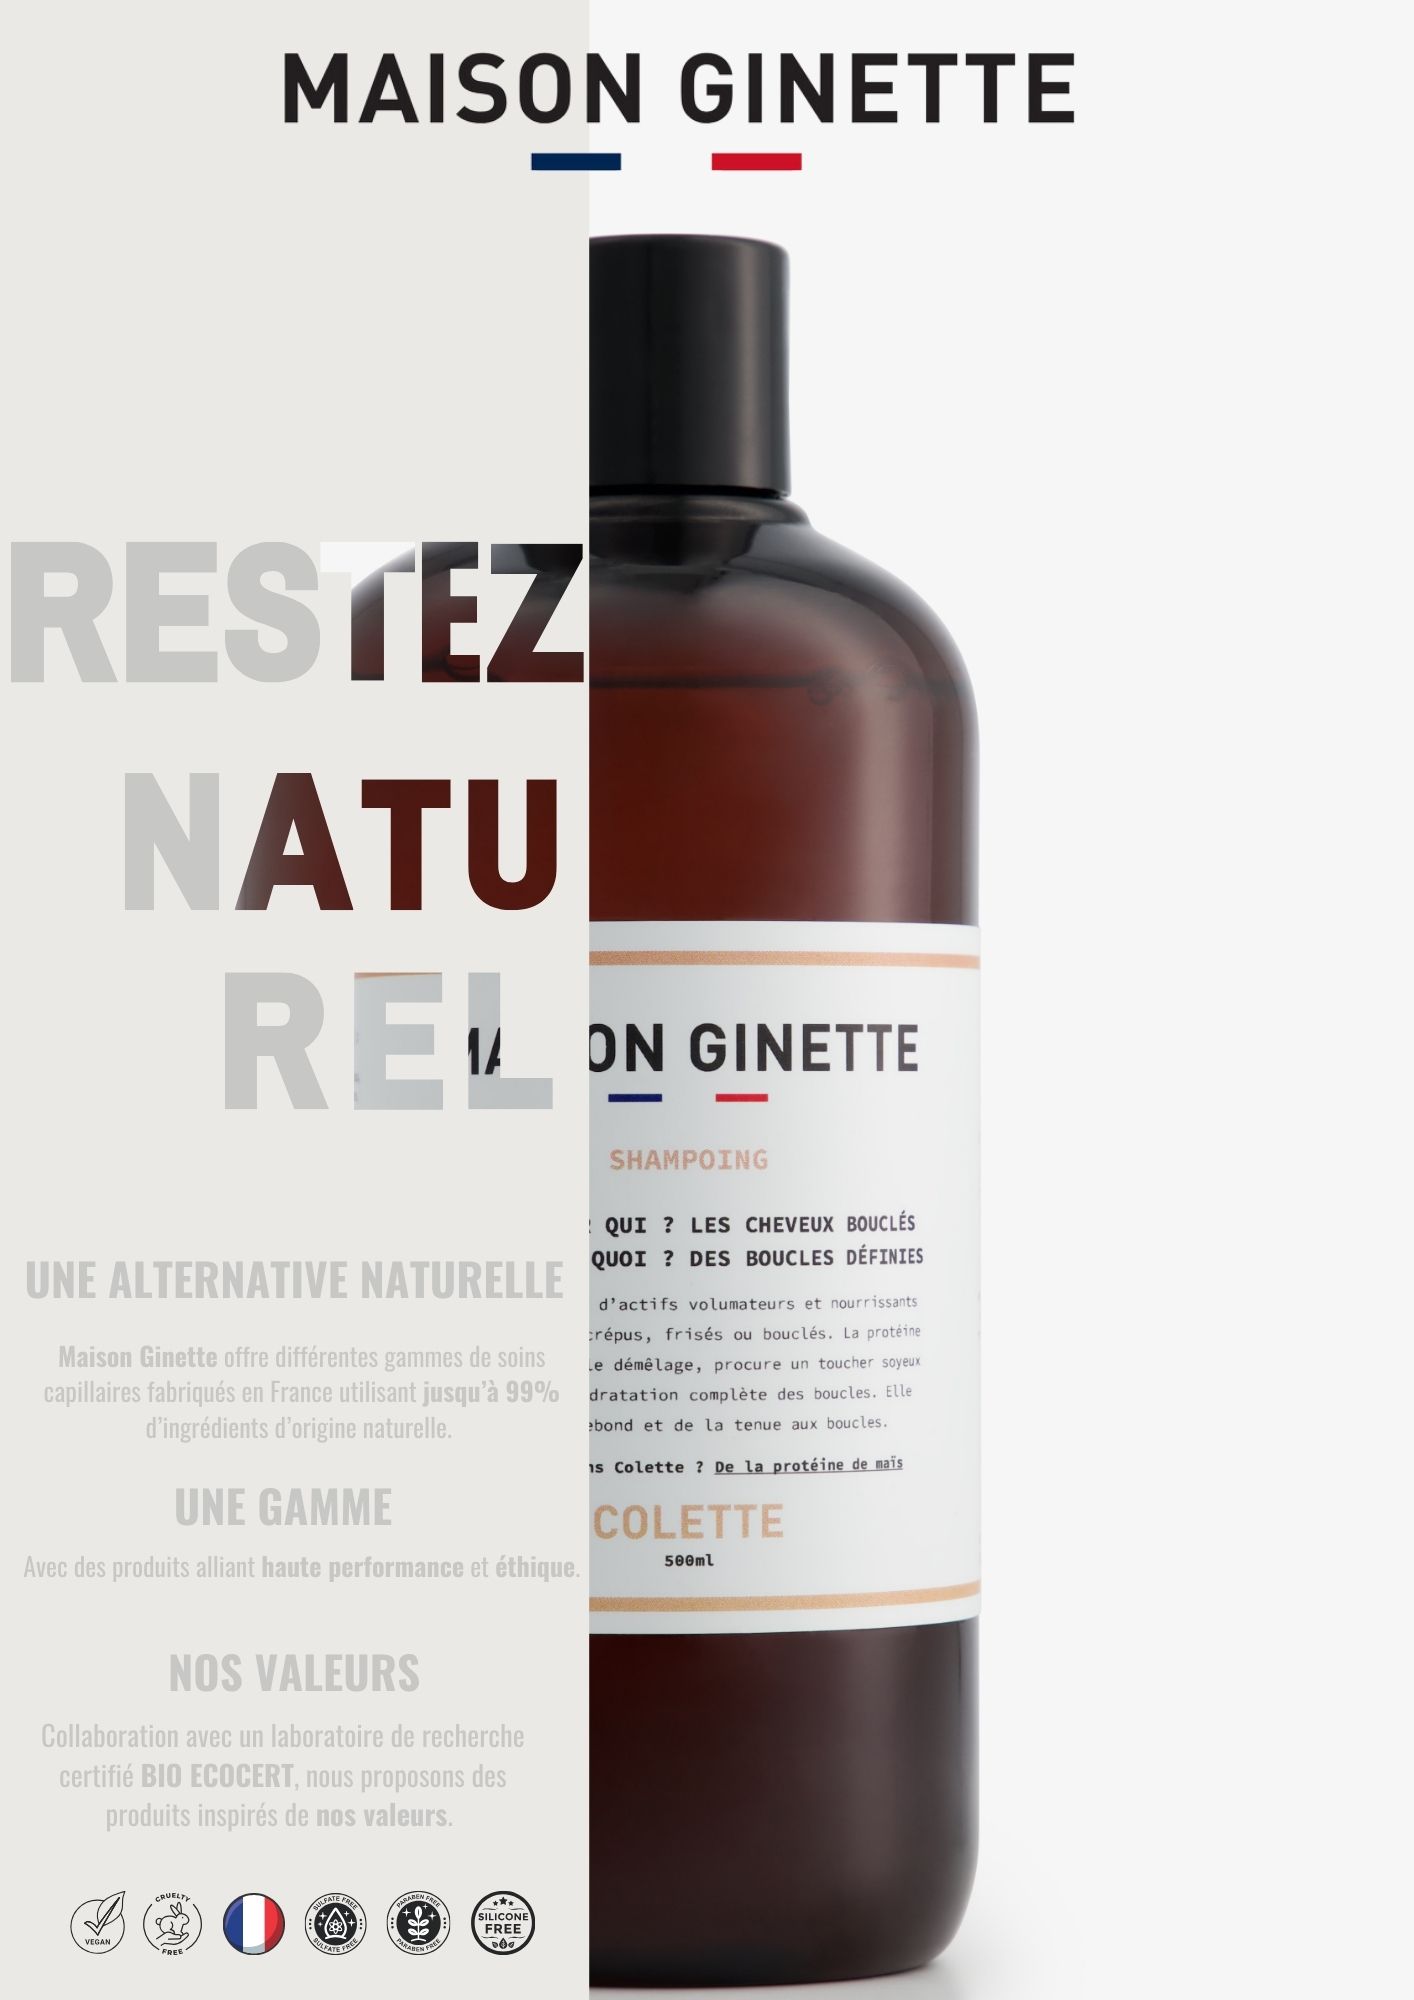 MAISON GINETTE
RESTEZ
NATU
REL
MA
ON GINETTE
SHAMPOING
QUI ? LES CHEVEUX BOUCLÉS
QUOI ? DES BOUCLES DÉFINIES
d'actifs volumateurs et nourrissants
crépus, frisés ou bouclés. La protéine
le démêlage, procure un toucher soyeux
dratation complète des boucles. Elle
ebond et de la tenue aux boucles.
ns Colette ? De la protéine de maïs
COLETTE
500ml
UNE ALTERNATIVE NATURELLE
Maison Ginette offre différentes gammes de soins
capillaires fabriqués en France utilisant jusqu'à 99%
d'ingrédients d'origine naturelle.
UNE GAMME
Avec des produits alliant haute performance et éthique.
NOS VALEURS
Collaboration avec un laboratoire de recherche
certifié BIO ECOCERT, nous proposons des
produits inspirés de nos valeurs.
VEGAN
CRUELTY
FREE
SULFATE FREE
SULFATE FREE
PARABEN FREE
PARABEN FREE
SILICONE
FREE